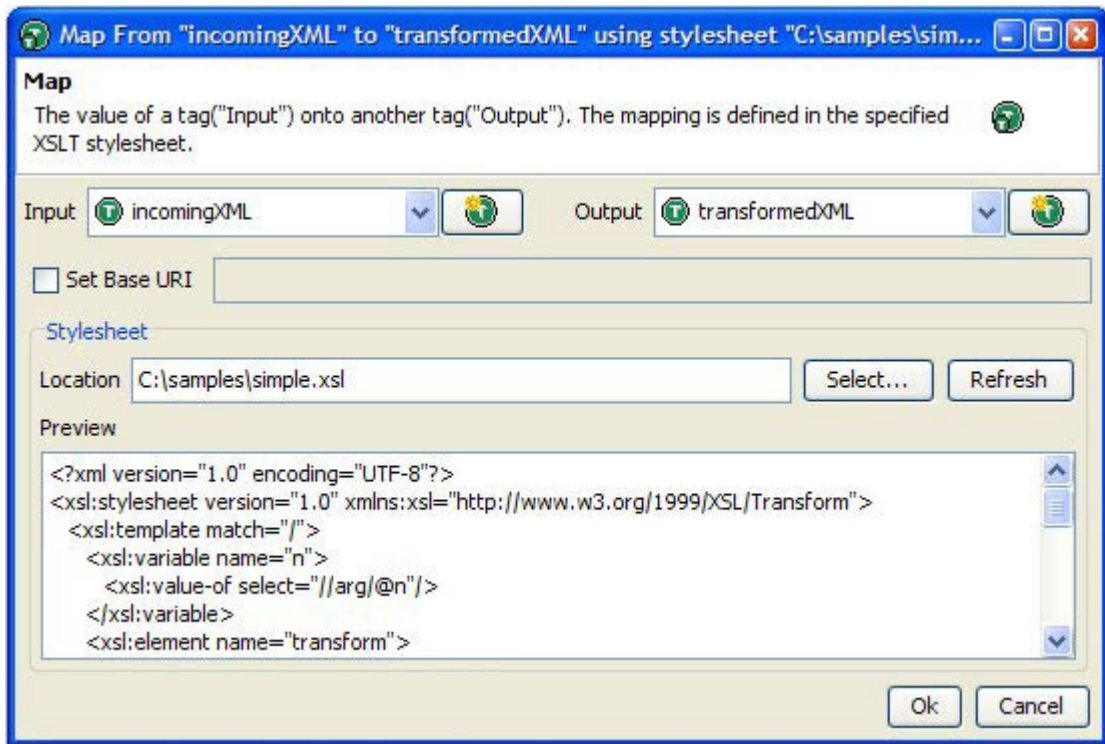 Map From "incomingXML" to "transformedXML" using stylesheet "C:\samples\sim...
Map
The value of a tag("Input") onto another tag("Output"). The mapping is defined in the specified
XSLT stylesheet.
Input incomingXML Output transformedXML
Set Base URI
Stylesheet
Location C:\samples\simple.xsl Select... Refresh
Preview
<?xml version="1.0" encoding="UTF-8"?>
<xsl:stylesheet version="1.0" xmlns:xsl="http://www.w3.org/1999/XSL/Transform">
<xsl:template match="/">
<xsl:variable name="n">
<xsl:value-of select="//arg/@n"/>
</xsl:variable>
<xsl:element name="transform">
Ok Cancel